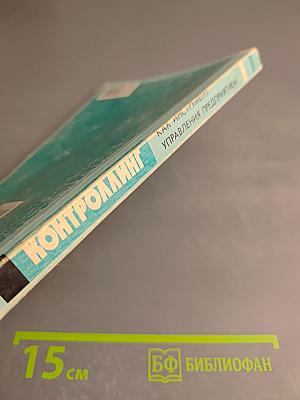 КОНТРОЛЛИНГ
КАК ИНСТРУМЕНТ
УПРАВЛЕНИЯ ПРЕДПРИЯТИЕМ
15 см
БФ БИБЛИОФАН